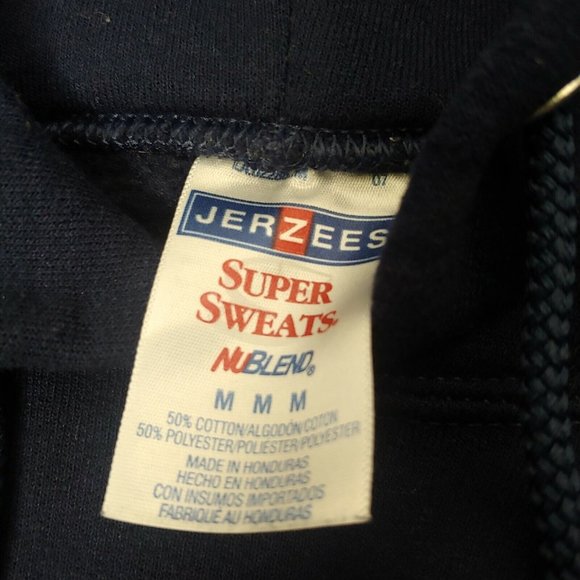 07
JERZEES
SUPER
SWEATS
NUBLEND®
M M M
50% COTTON/ALGODON/COTON
50% POLYESTER/POLIESTER/POLYESTER
MADE IN HONDURAS
HECHO EN HONDURAS
CON INSUMOS IMPORTADOS
FABRIQUÉ AU HONDURAS